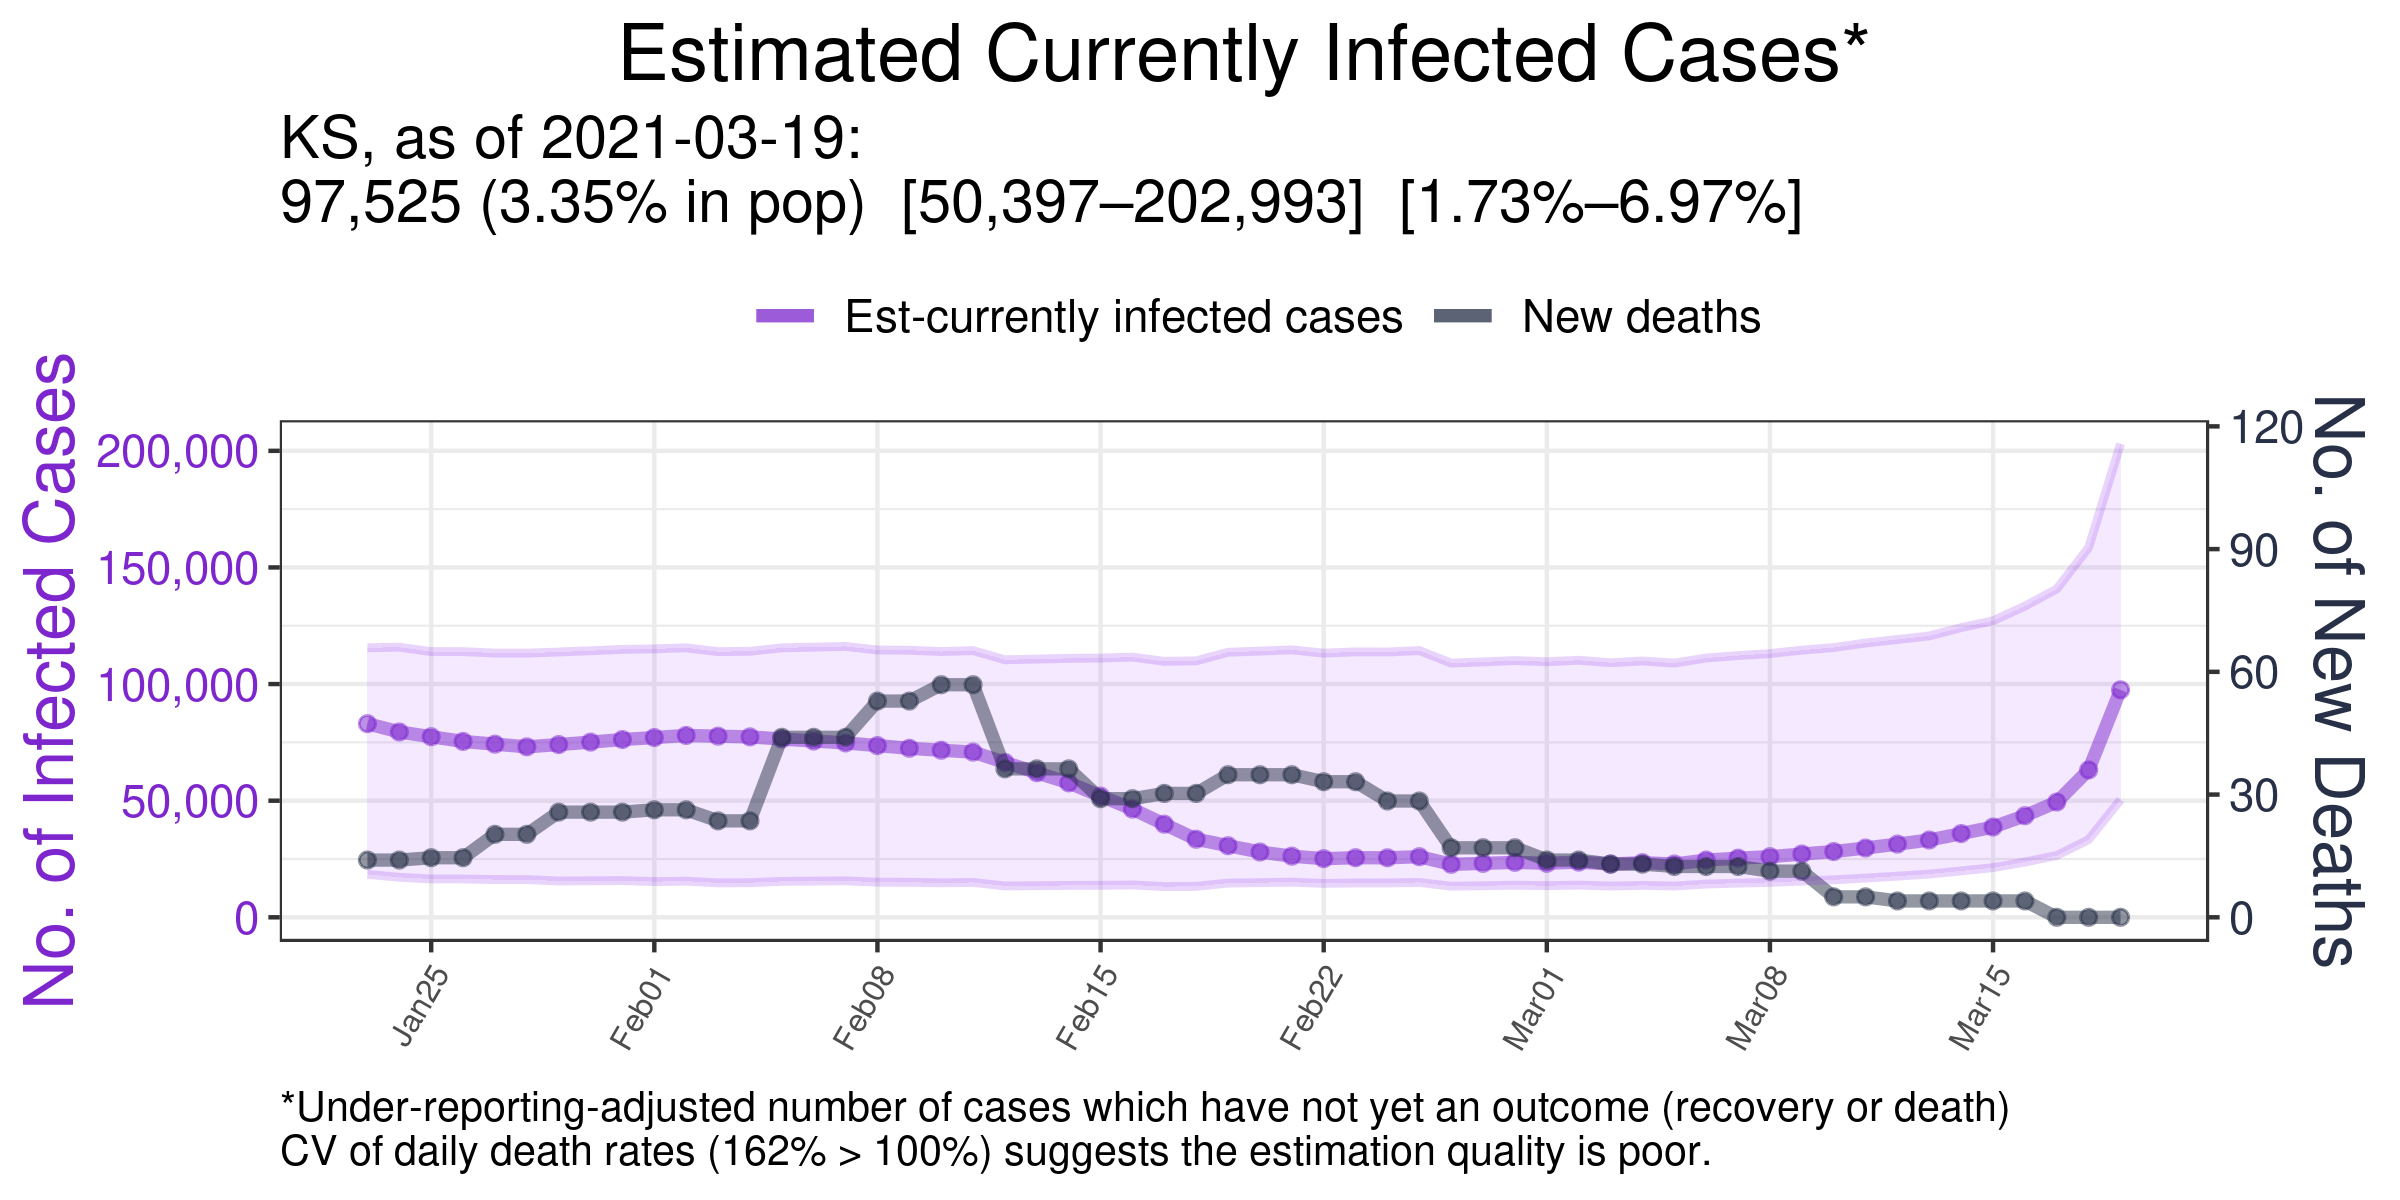 Estimated Currently Infected Cases*
KS, as of 2021-03-19:
97,525 (3.35% in pop)  [50,397–202,993]  [1.73%–6.97%]
Est-currently infected cases
New deaths
No. of Infected Cases
200,000
150,000
100,000
50,000
0
120
90
60
30
0
No. of New Deaths
Jan25
Feb01
Feb08
Feb15
Feb22
Mar01
Mar08
Mar15
*Under-reporting-adjusted number of cases which have not yet an outcome (recovery or death)
CV of daily death rates (162% > 100%) suggests the estimation quality is poor.